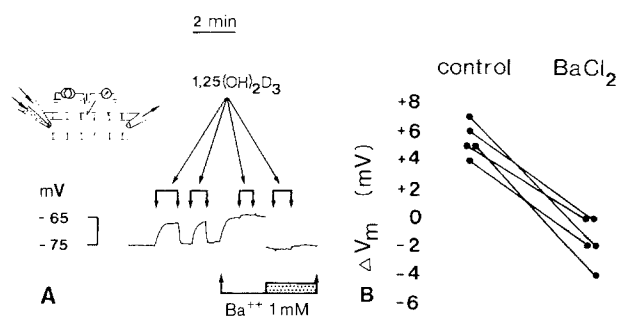 2 min
1,25(OH)₂D₃
mV
-65
-75
A
Ba⁺⁺ 1mM
control BaCl₂
+8
+6
+4
+2
0
-2
-4
-6
Δ Vm (mV)
B